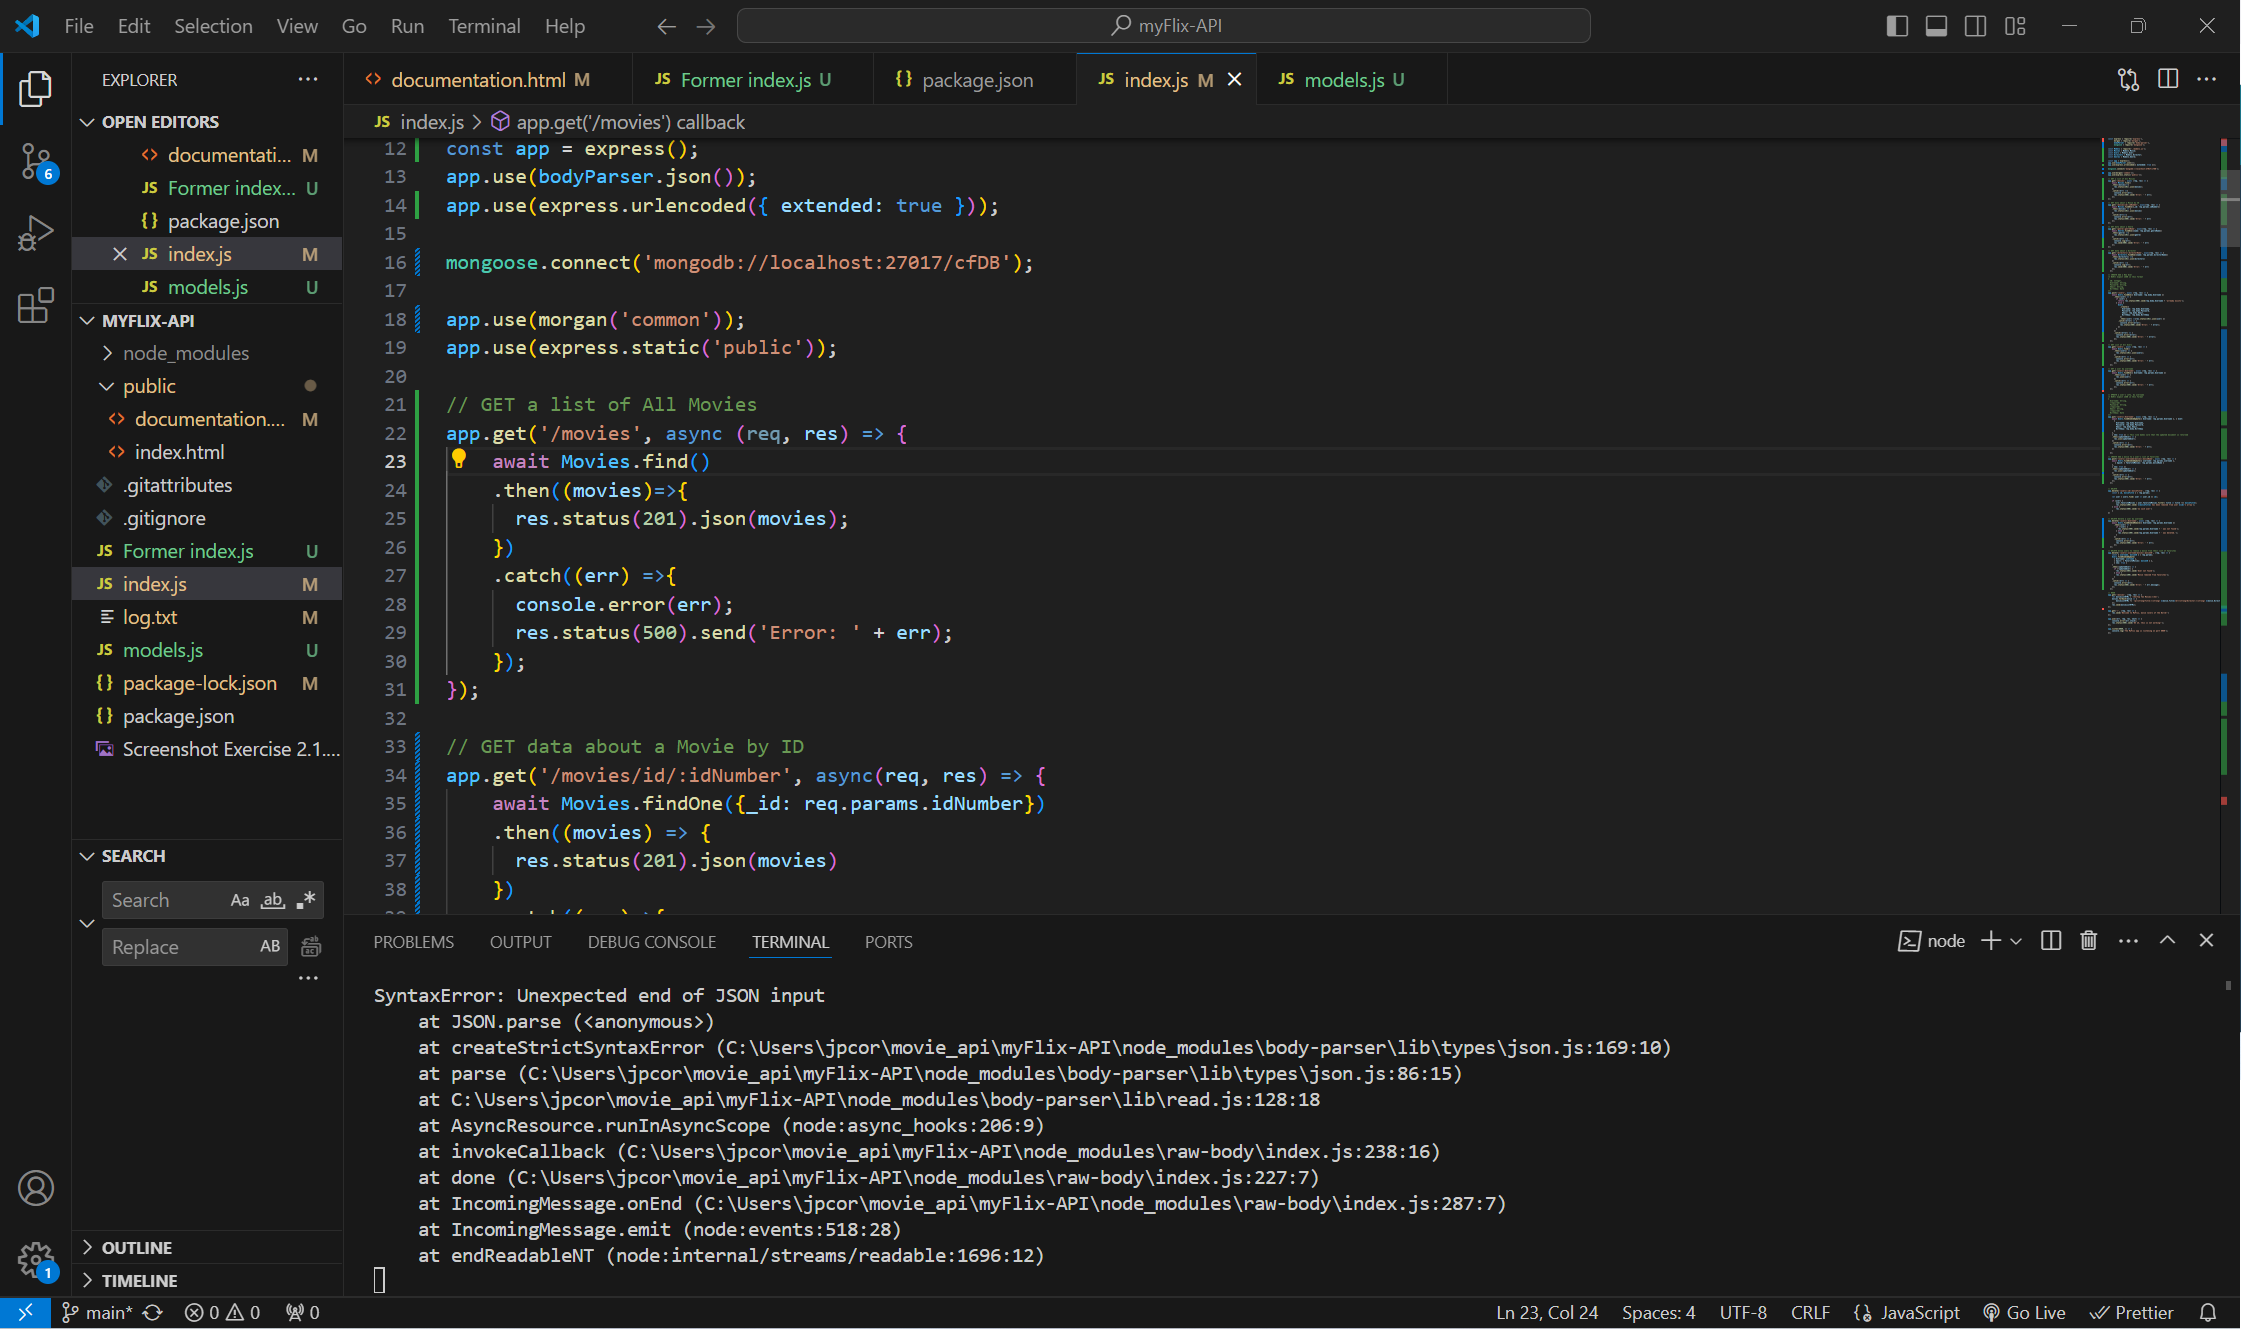 File Edit Selection View Go Run Terminal Help
myFlix-API
EXPLORER
OPEN EDITORS
documentati... M
JS Former index... U
{} package.json
JS index.js M
JS models.js U
MYFLIX-API
node_modules
public
documentation.... M
index.html
.gitattributes
.gitignore
JS Former index.js U
JS index.js M
log.txt M
JS models.js U
{} package-lock.json M
{} package.json
Screenshot Exercise 2.1....
SEARCH
Search Aa ab .*
Replace AB
OUTLINE
TIMELINE
6
1
<> documentation.html M
JS Former index.js U
{} package.json
JS index.js M
JS models.js U
JS index.js > app.get('/movies') callback
12 const app = express();
13 app.use(bodyParser.json());
14 app.use(express.urlencoded({ extended: true }));
15
16 mongoose.connect('mongodb://localhost:27017/cfDB');
17
18 app.use(morgan('common'));
19 app.use(express.static('public'));
20
21 // GET a list of All Movies
22 app.get('/movies', async (req, res) => {
23 await Movies.find()
24 .then((movies)=>{
25 res.status(201).json(movies);
26 })
27 .catch((err) =>{
28 console.error(err);
29 res.status(500).send('Error: ' + err);
30 });
31 });
32
33 // GET data about a Movie by ID
34 app.get('/movies/id/:idNumber', async(req, res) => {
35 await Movies.findOne({_id: req.params.idNumber})
36 .then((movies) => {
37 res.status(201).json(movies)
38 })
PROBLEMS OUTPUT DEBUG CONSOLE TERMINAL PORTS
node
SyntaxError: Unexpected end of JSON input
at JSON.parse (<anonymous>)
at createStrictSyntaxError (C:\Users\jpcor\movie_api\myFlix-API\node_modules\body-parser\lib\types\json.js:169:10)
at parse (C:\Users\jpcor\movie_api\myFlix-API\node_modules\body-parser\lib\types\json.js:86:15)
at C:\Users\jpcor\movie_api\myFlix-API\node_modules\body-parser\lib\read.js:128:18
at AsyncResource.runInAsyncScope (node:async_hooks:206:9)
at invokeCallback (C:\Users\jpcor\movie_api\myFlix-API\node_modules\raw-body\index.js:238:16)
at done (C:\Users\jpcor\movie_api\myFlix-API\node_modules\raw-body\index.js:227:7)
at IncomingMessage.onEnd (C:\Users\jpcor\movie_api\myFlix-API\node_modules\raw-body\index.js:287:7)
at IncomingMessage.emit (node:events:518:28)
at endReadableNT (node:internal/streams/readable:1696:12)
main* 0 0 0
Ln 23, Col 24 Spaces: 4 UTF-8 CRLF {} JavaScript Go Live Prettier